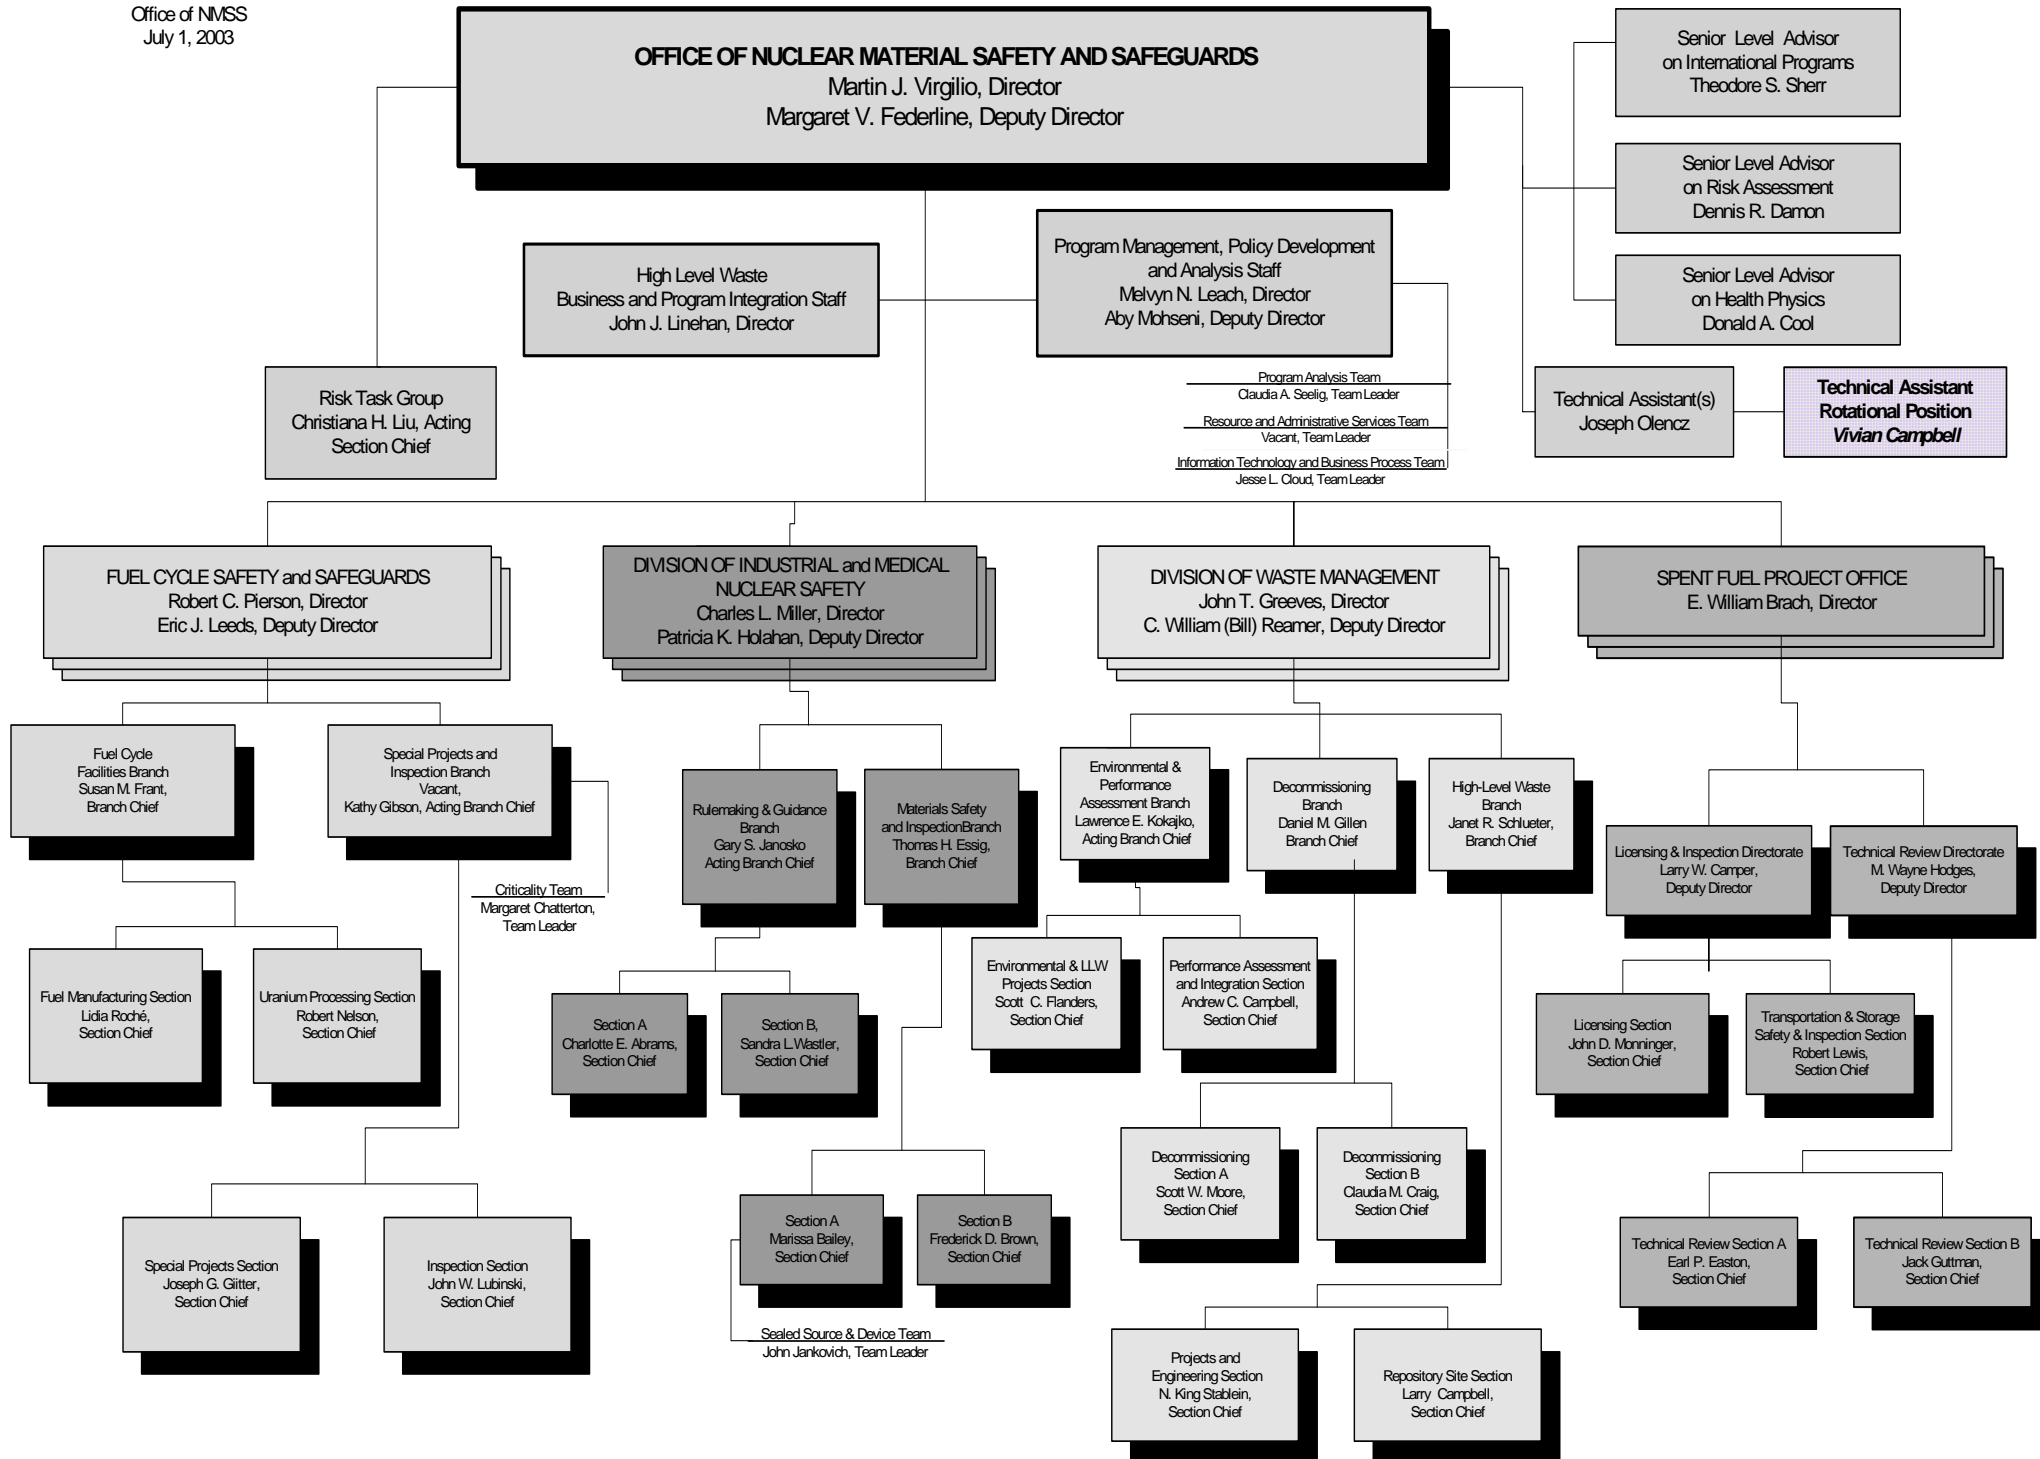 Office of NMSS
July 1, 2003
OFFICE OF NUCLEAR MATERIAL SAFETY AND SAFEGUARDS
Martin J. Virgilio, Director
Margaret V. Federline, Deputy Director
Senior Level Advisor
on International Programs
Theodore S. Sherr
Senior Level Advisor
on Risk Assessment
Dennis R. Damon
Senior Level Advisor
on Health Physics
Donald A. Cool
High Level Waste
Business and Program Integration Staff
John J. Linehan, Director
Program Management, Policy Development
and Analysis Staff
Melvyn N. Leach, Director
Aby Mohseni, Deputy Director
Risk Task Group
Christiana H. Liu, Acting
Section Chief
Program Analysis Team
Claudia A. Seelig, Team Leader
Resource and Administrative Services Team
Vacant, Team Leader
Information Technology and Business Process Team
Jesse L. Cloud, Team Leader
Technical Assistant(s)
Joseph Olencz
Technical Assistant
Rotational Position
Vivian Campbell
FUEL CYCLE SAFETY and SAFEGUARDS
Robert C. Pierson, Director
Eric J. Leeds, Deputy Director
DIVISION OF INDUSTRIAL and MEDICAL
NUCLEAR SAFETY
Charles L. Miller, Director
Patricia K. Holahan, Deputy Director
DIVISION OF WASTE MANAGEMENT
John T. Greeves, Director
C. William (Bill) Reamer, Deputy Director
SPENT FUEL PROJECT OFFICE
E. William Brach, Director
Fuel Cycle
Facilities Branch
Susan M. Frant,
Branch Chief
Special Projects and
Inspection Branch
Vacant,
Kathy Gibson, Acting Branch Chief
Criticality Team
Margaret Chatterton,
Team Leader
Rulemaking & Guidance
Branch
Gary S. Janosko
Acting Branch Chief
Materials Safety
and InspectionBranch
Thomas H. Essig,
Branch Chief
Environmental &
Performance
Assessment Branch
Lawrence E. Kokajko,
Acting Branch Chief
Decommissioning
Branch
Daniel M. Gillen
Branch Chief
High-Level Waste
Branch
Janet R. Schlueter,
Branch Chief
Licensing & Inspection Directorate
Larry W. Camper,
Deputy Director
Technical Review Directorate
M. Wayne Hodges,
Deputy Director
Fuel Manufacturing Section
Lidia Roché,
Section Chief
Uranium Processing Section
Robert Nelson,
Section Chief
Section A
Charlotte E. Abrams,
Section Chief
Section B,
Sandra L.Wastler,
Section Chief
Environmental & LLW
Projects Section
Scott C. Flanders,
Section Chief
Performance Assessment
and Integration Section
Andrew C. Campbell,
Section Chief
Licensing Section
John D. Monninger,
Section Chief
Transportation & Storage
Safety & Inspection Section
Robert Lewis,
Section Chief
Decommissioning
Section A
Scott W. Moore,
Section Chief
Decommissioning
Section B
Claudia M. Craig,
Section Chief
Special Projects Section
Joseph G. Giitter,
Section Chief
Inspection Section
John W. Lubinski,
Section Chief
Section A
Marissa Bailey,
Section Chief
Section B
Frederick D. Brown,
Section Chief
Sealed Source & Device Team
John Jankovich, Team Leader
Technical Review Section A
Earl P. Easton,
Section Chief
Technical Review Section B
Jack Guttman,
Section Chief
Projects and
Engineering Section
N. King Stablein,
Section Chief
Repository Site Section
Larry Campbell,
Section Chief